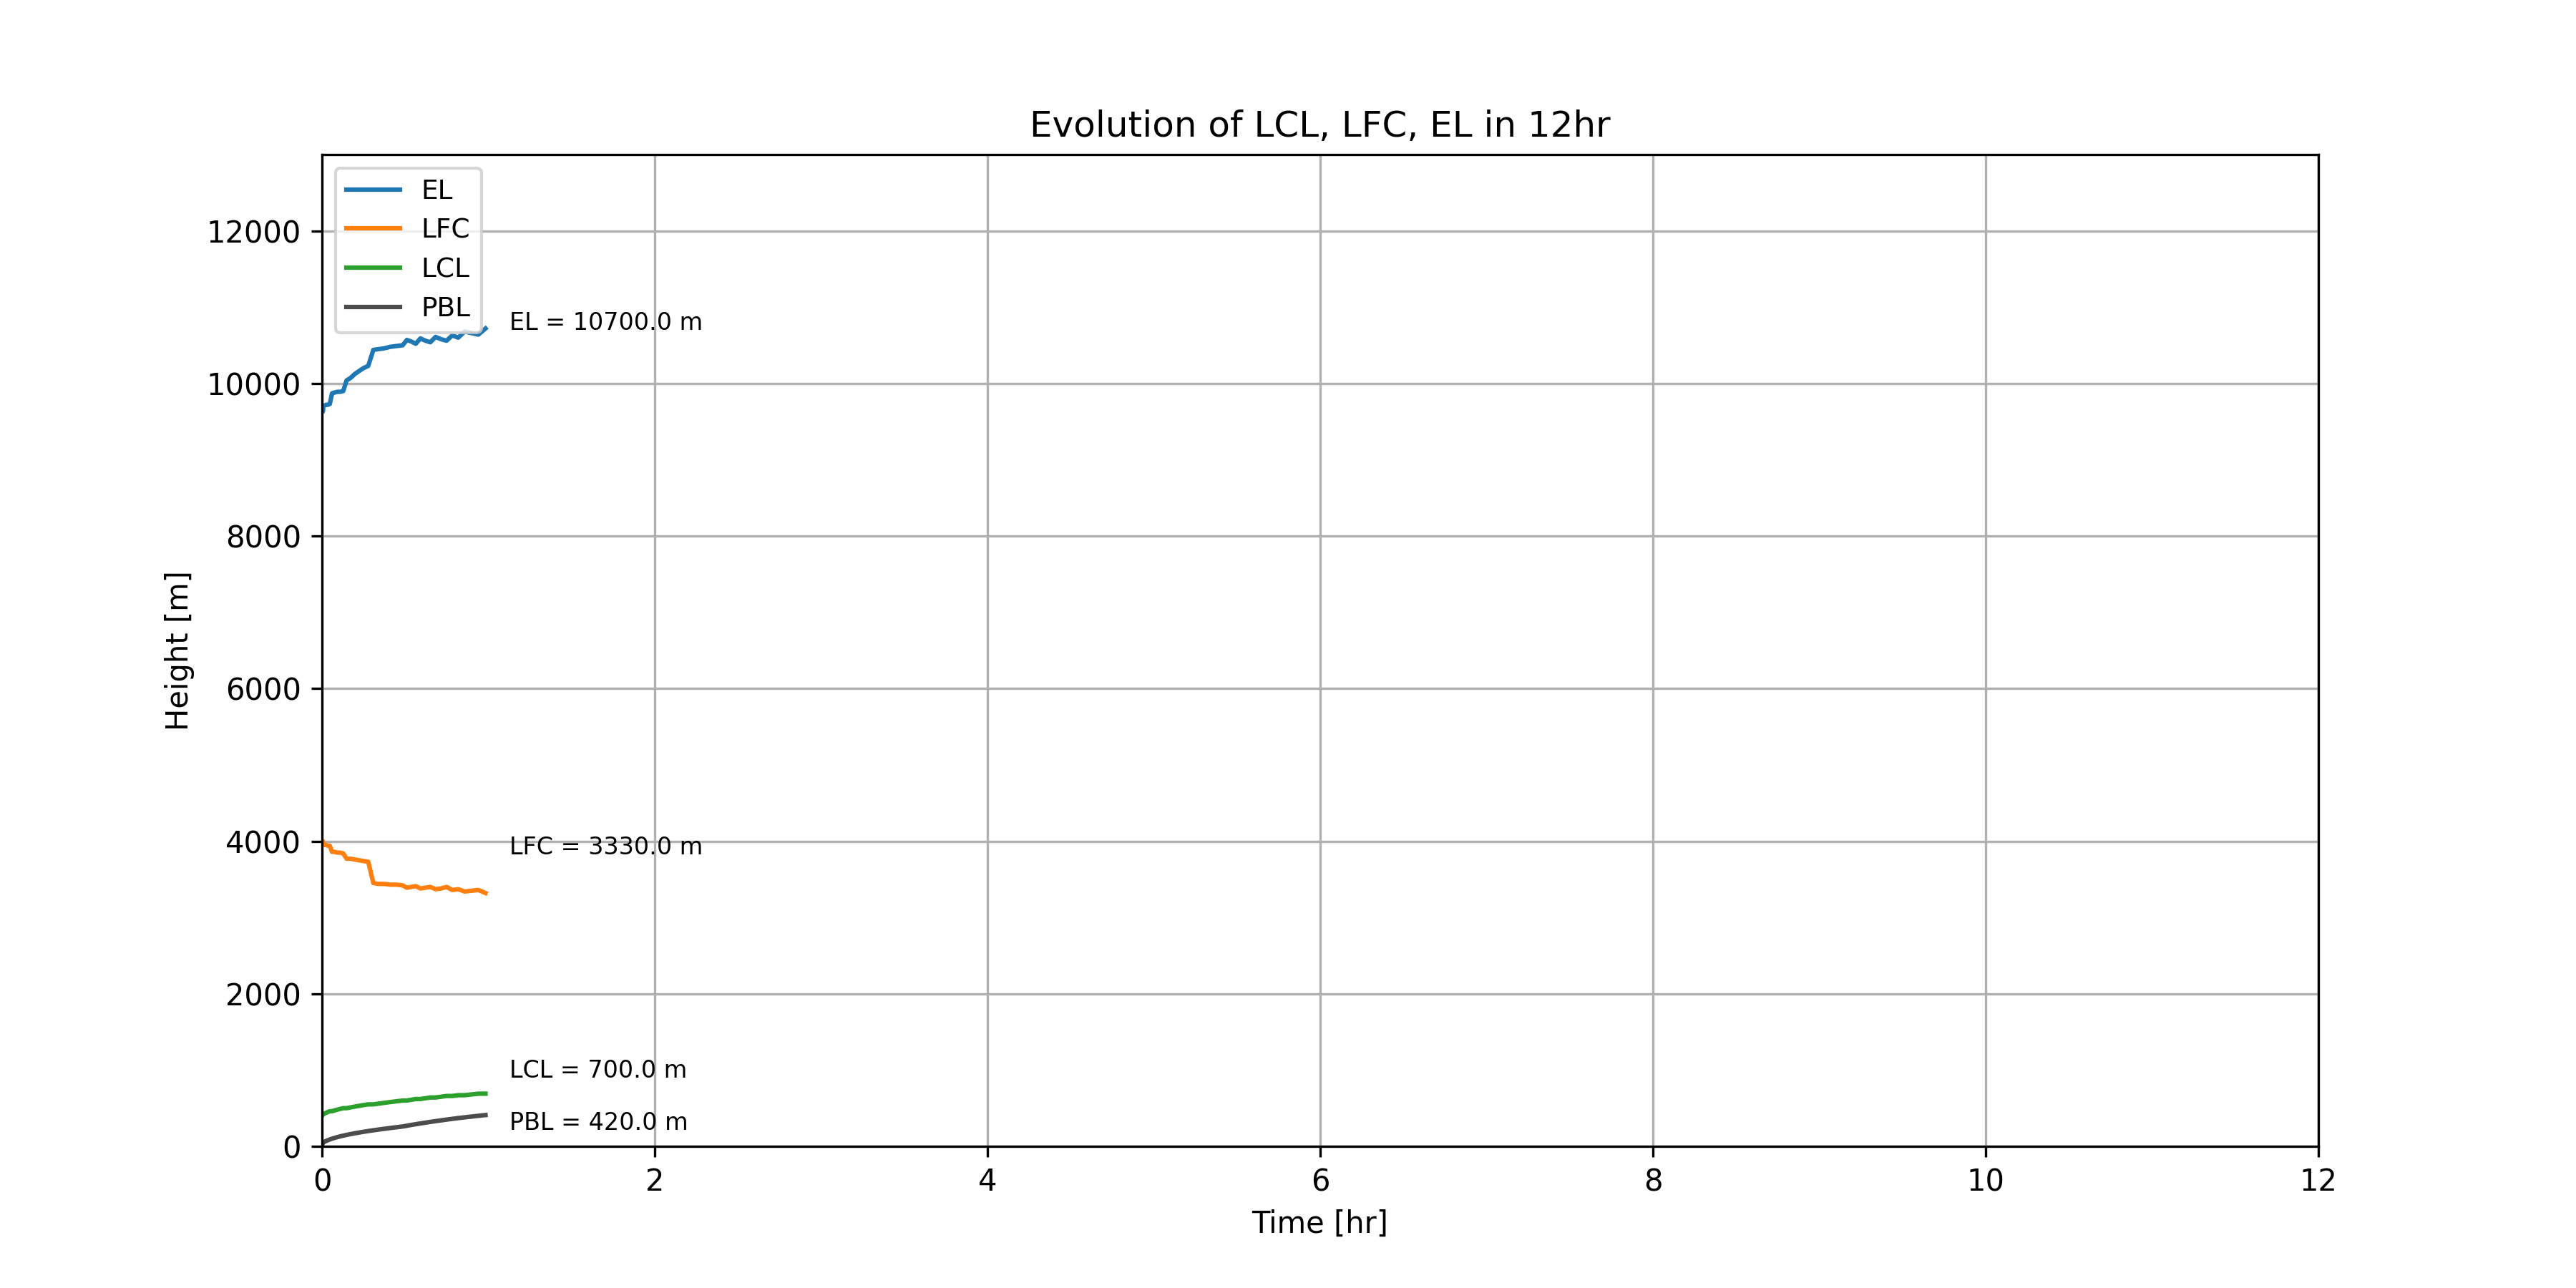 Evolution of LCL, LFC, EL in 12hr
EL
LFC
LCL
PBL
12000
10000
8000
6000
4000
2000
0
Height [m]
EL = 10700.0 m
LFC = 3330.0 m
LCL = 700.0 m
PBL = 420.0 m
0 2 4 6 8 10 12
Time [hr]